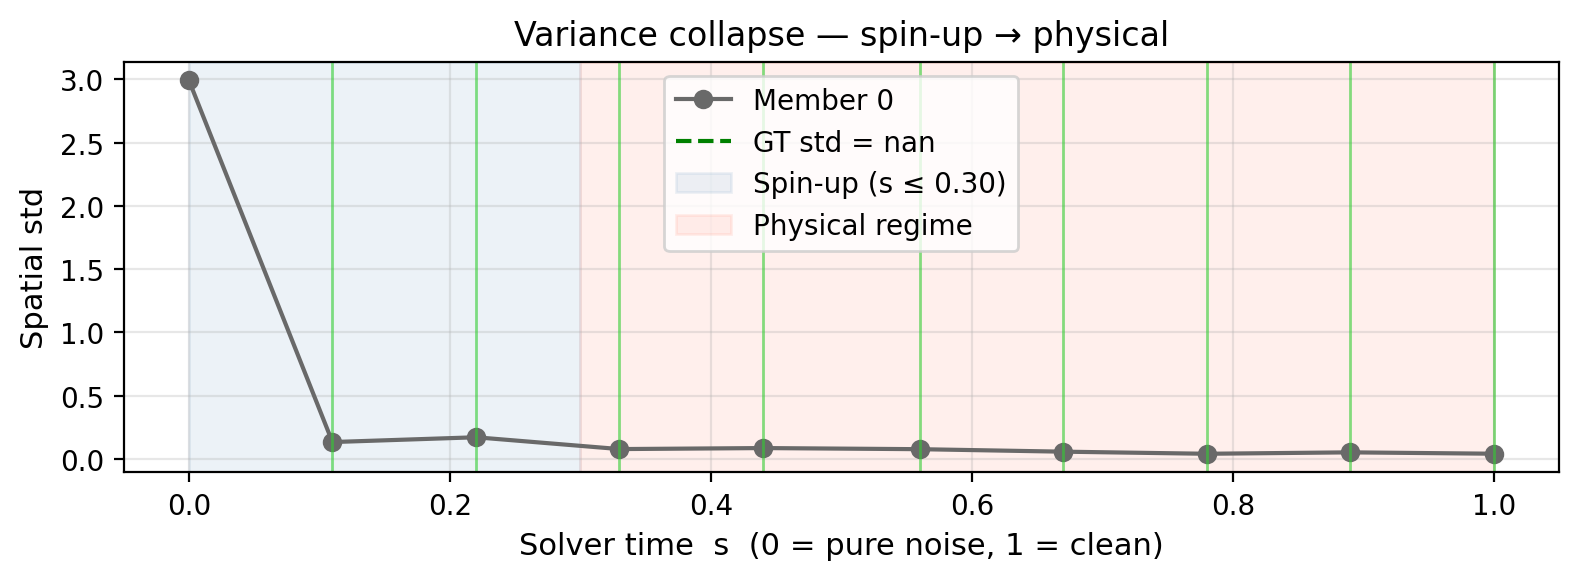 Variance collapse — spin-up → physical
Spatial std
3.0
2.5
2.0
1.5
1.0
0.5
0.0
Member 0
GT std = nan
Spin-up (s ≤ 0.30)
Physical regime
0.0 0.2 0.4 0.6 0.8 1.0
Solver time s (0 = pure noise, 1 = clean)